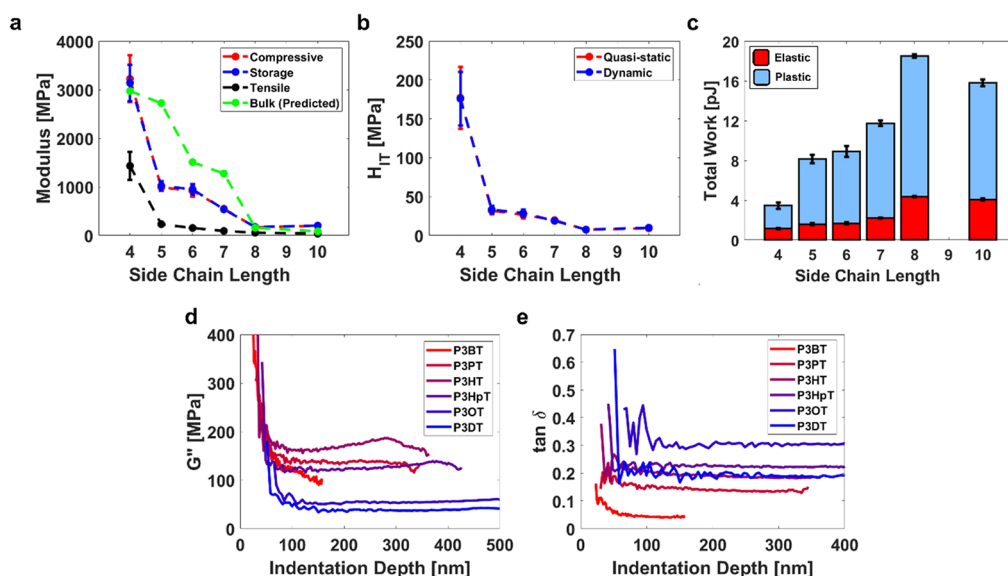 a
Modulus [MPa]
4000
3000
2000
1000
0
4 5 6 7 8 9 10
Side Chain Length
Compressive
Storage
Tensile
Bulk (Predicted)
b
H_IT [MPa]
250
200
150
100
50
0
4 5 6 7 8 9 10
Side Chain Length
Quasi-static
Dynamic
c
Total Work [pJ]
20
16
12
8
4
0
4 5 6 7 8 9 10
Side Chain Length
Elastic
Plastic
d
G" [MPa]
400
300
200
100
0
0 100 200 300 400 500
Indentation Depth [nm]
P3BT
P3PT
P3HT
P3HpT
P3OT
P3DT
e
tan δ
0.7
0.6
0.5
0.4
0.3
0.2
0.1
0
0 100 200 300 400
Indentation Depth [nm]
P3BT
P3PT
P3HT
P3HpT
P3OT
P3DT